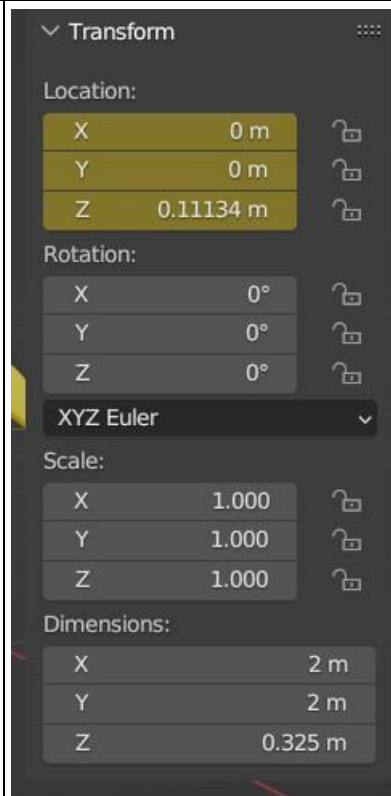 Transform
Location:
X 0 m
Y 0 m
Z 0.11134 m
Rotation:
X 0°
Y 0°
Z 0°
XYZ Euler
Scale:
X 1.000
Y 1.000
Z 1.000
Dimensions:
X 2 m
Y 2 m
Z 0.325 m